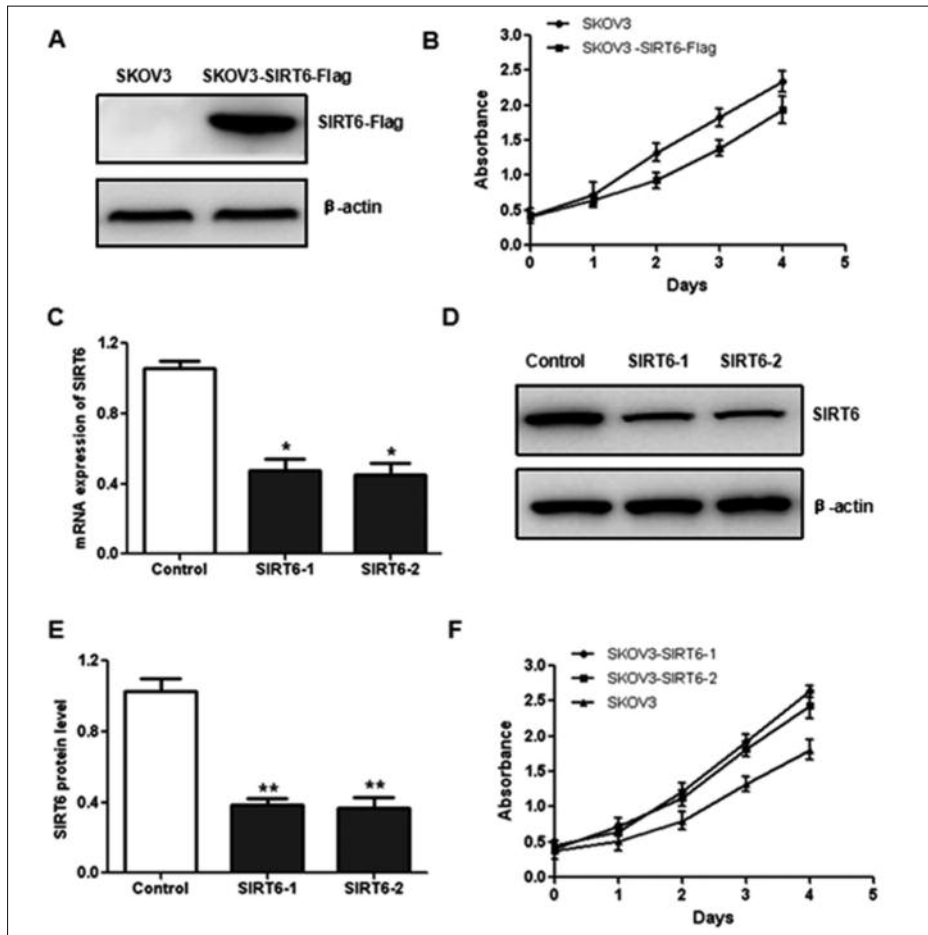 A
SKOV3 SKOV3-SIRT6-Flag
SIRT6-Flag
β-actin
B
SKOV3
SKOV3 -SIRT6-Flag
Absorbance
3.0
2.5
2.0
1.5
1.0
0.5
0.0
0 1 2 3 4 5
Days
C
mRNA expression of SIRT6
1.2
0.8
0.4
0.0
* *
Control SIRT6-1 SIRT6-2
D
Control SIRT6-1 SIRT6-2
SIRT6
β-actin
E
SIRT6 protein level
1.2
0.8
0.4
0.0
** **
Control SIRT6-1 SIRT6-2
F
SKOV3-SIRT6-1
SKOV3-SIRT6-2
SKOV3
Absorbance
3.0
2.5
2.0
1.5
1.0
0.5
0.0
0 1 2 3 4 5
Days